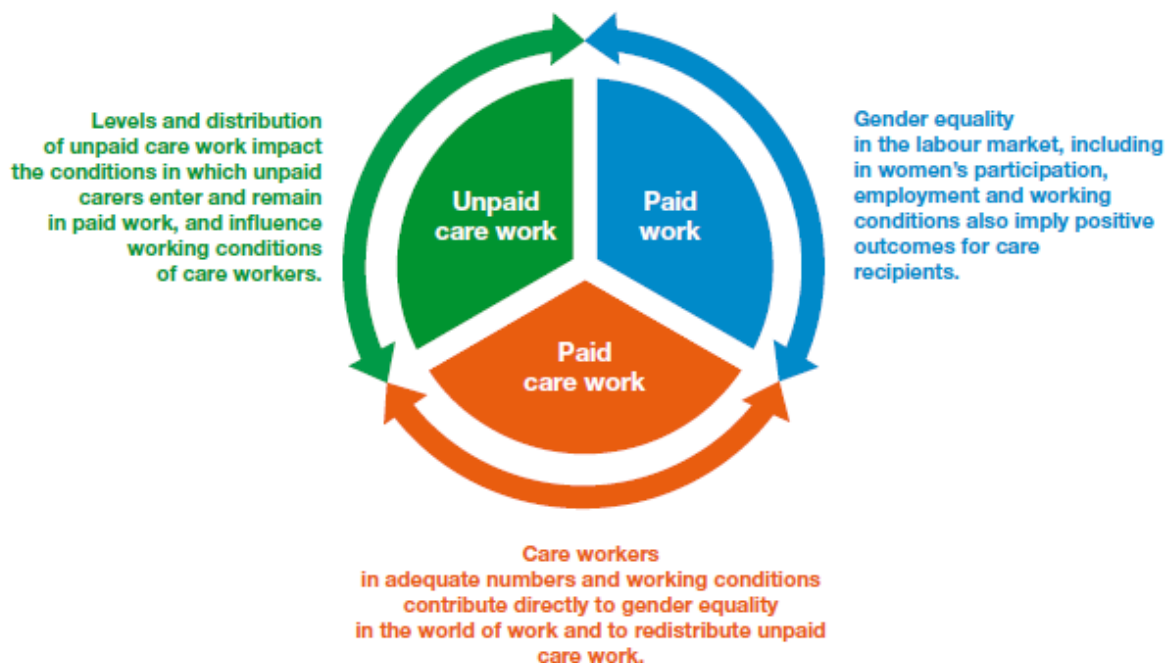 Levels and distribution
of unpaid care work impact
the conditions in which unpaid
carers enter and remain
in paid work, and influence
working conditions
of care workers.
Unpaid
care work
Paid
work
Gender equality
in the labour market, including
in women's participation,
employment and working
conditions also imply positive
outcomes for care
recipients.
Paid
care work
Care workers
in adequate numbers and working conditions
contribute directly to gender equality
in the world of work and to redistribute unpaid
care work.